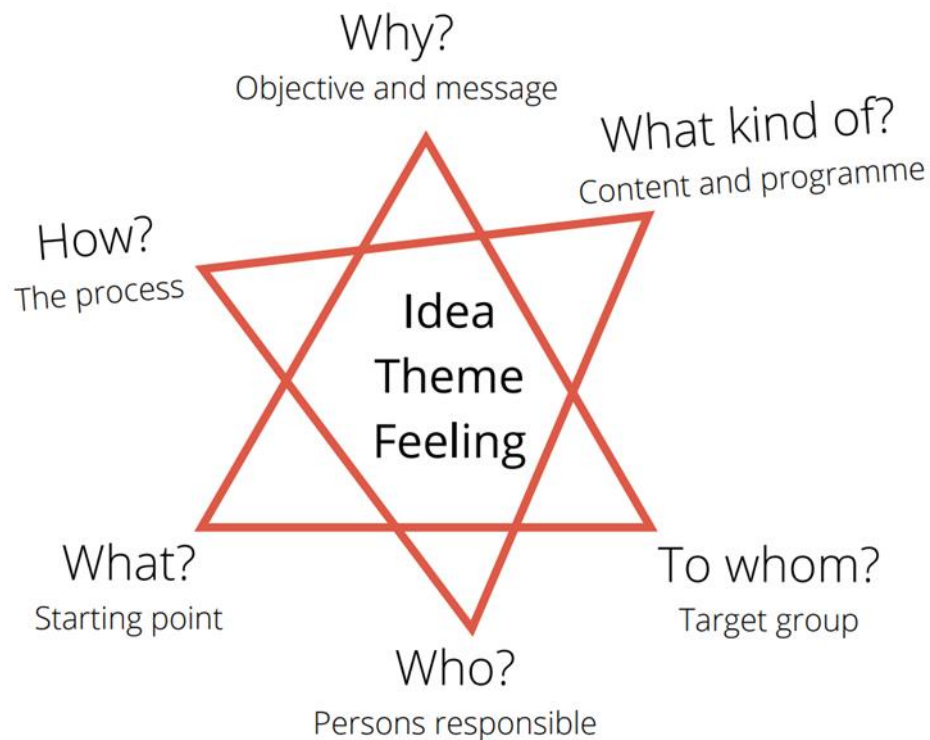 Why?
Objective and message
What kind of?
Content and programme
How?
The process
Idea
Theme
Feeling
What?
Starting point
To whom?
Target group
Who?
Persons responsible